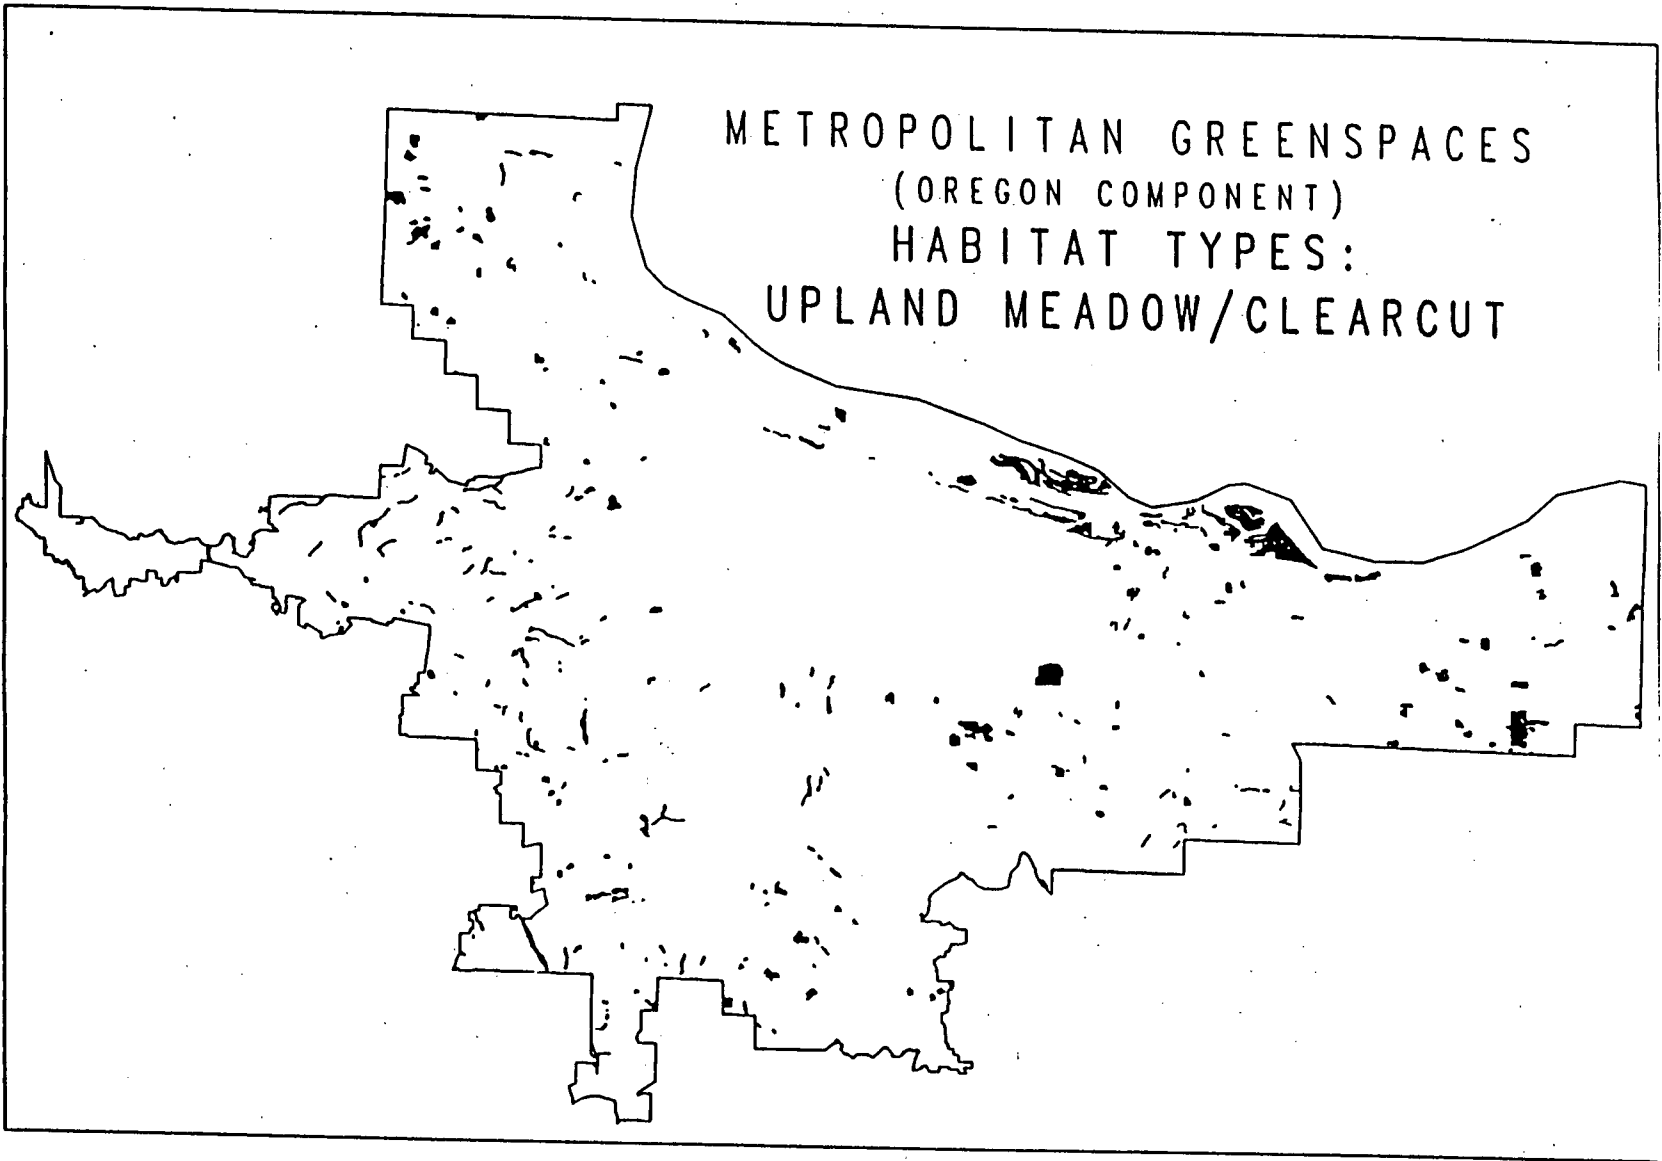 METROPOLITAN GREENSPACES
(OREGON COMPONENT)
HABITAT TYPES:
UPLAND MEADOW/CLEARCUT